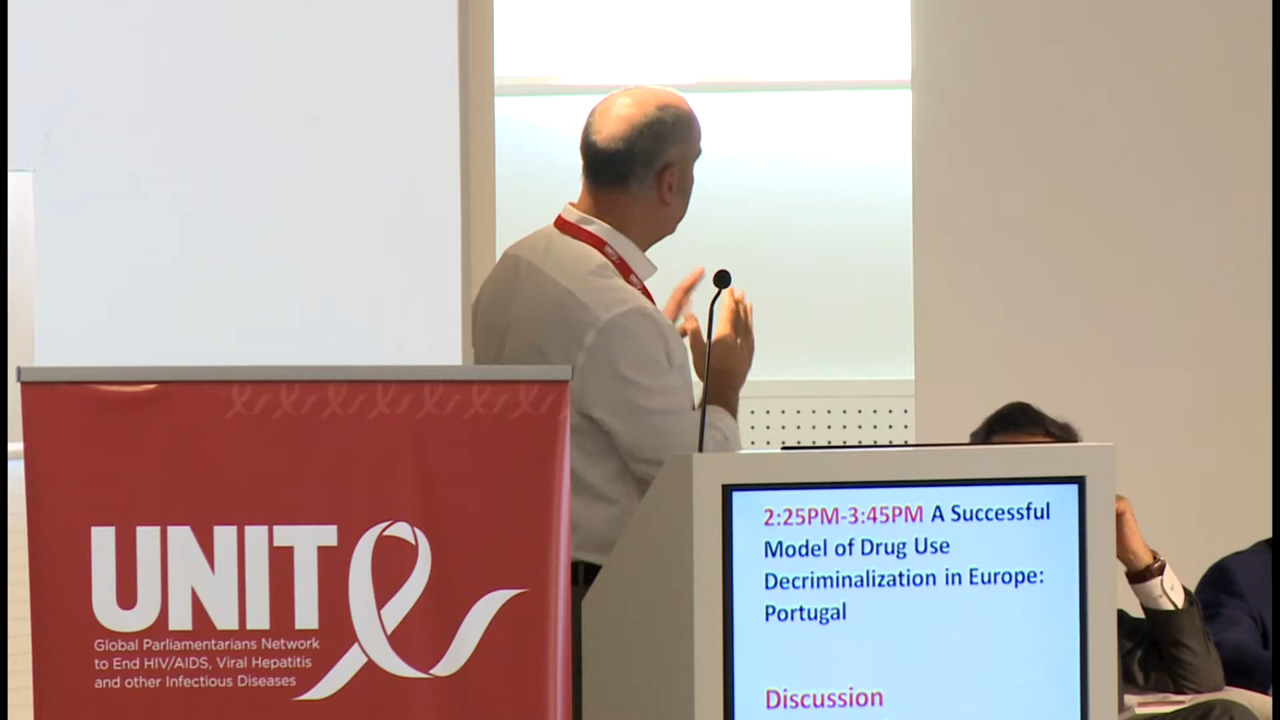 UNITE
Global Parliamentarians Network
to End HIV/AIDS, Viral Hepatitis
and other Infectious Diseases
2:25PM-3:45PM A Successful
Model of Drug Use
Decriminalization in Europe:
Portugal
Discussion